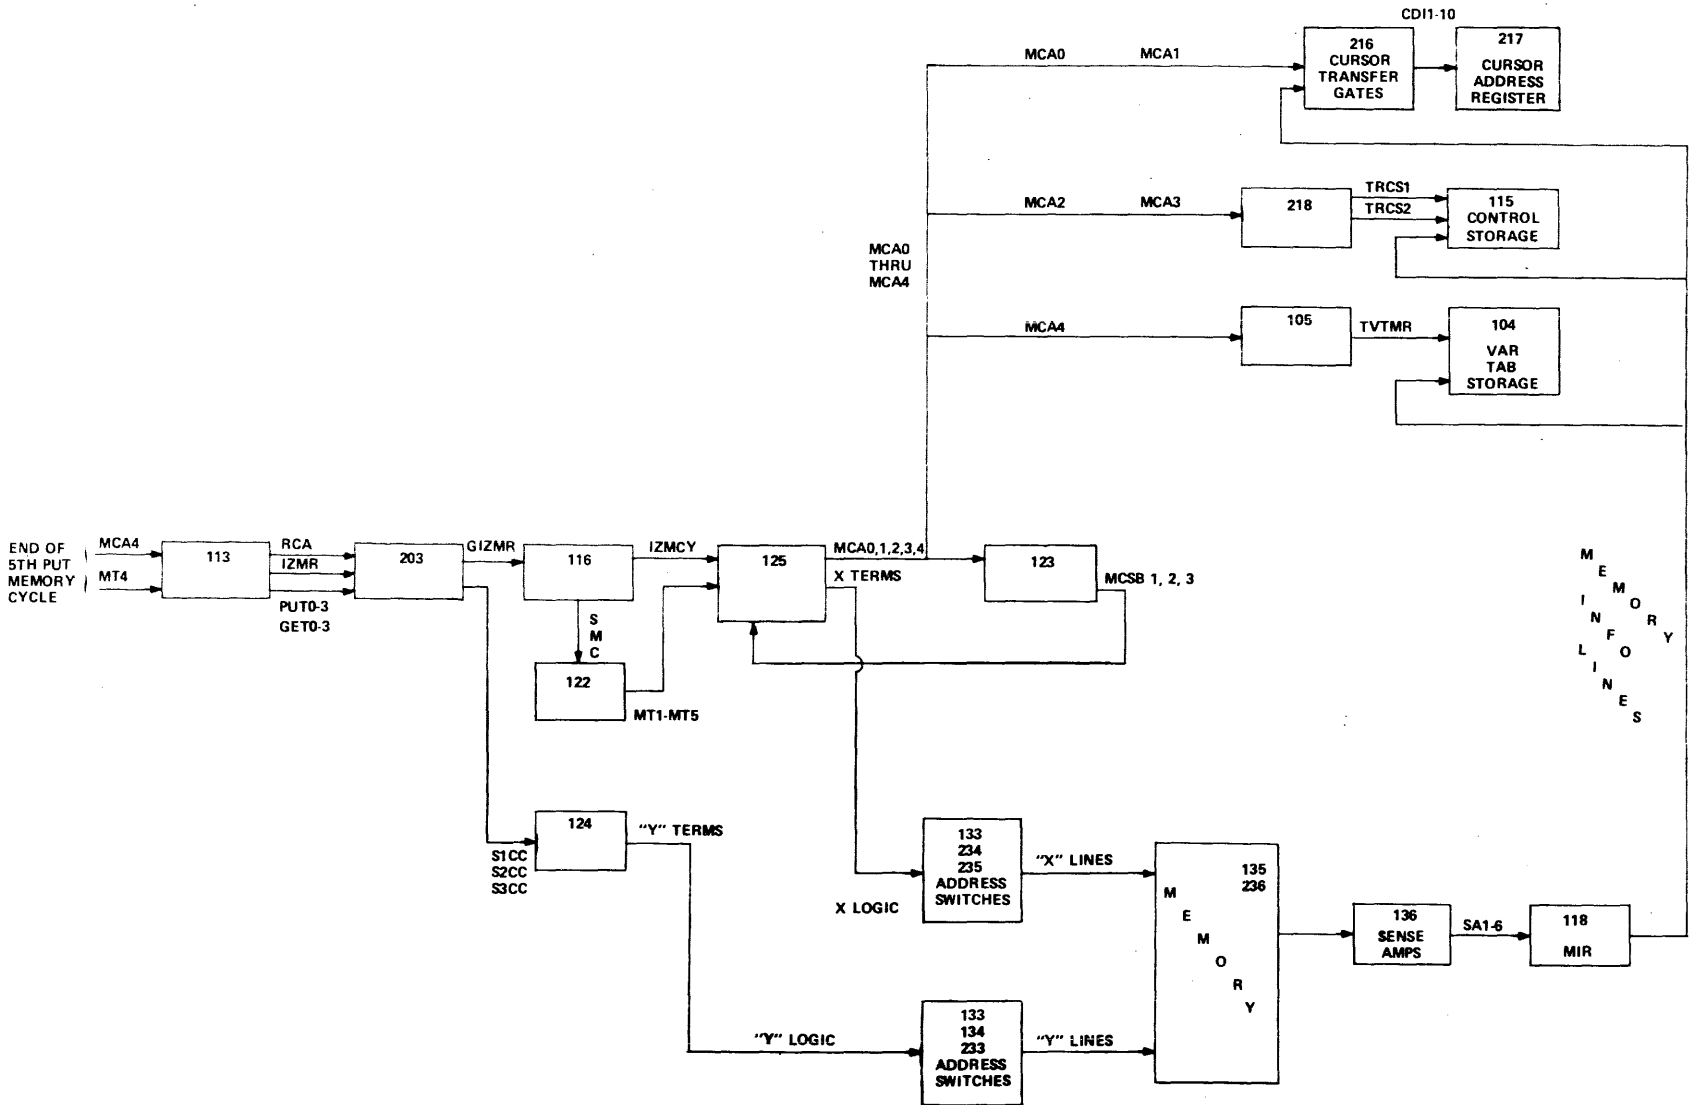 CDI1-10
MCA0 MCA1
216
CURSOR
TRANSFER
GATES
217
CURSOR
ADDRESS
REGISTER
MCA2 MCA3
218
TRCS1
TRCS2
115
CONTROL
STORAGE
MCA0
THRU
MCA4
MCA4
105
TVTMR
104
VAR
TAB
STORAGE
END OF
5TH PUT
MEMORY
CYCLE
MCA4
MT4
113
RCA
IZMR
PUT0-3
GET0-3
203
GIZMR
116
IZMCY
SMC
122
MT1-MT5
125
MCA0,1,2,3,4
X TERMS
123
MCSB 1, 2, 3
MEMORY
INFO
LINES
S1CC
S2CC
S3CC
124
"Y" TERMS
X LOGIC
133
234
235
ADDRESS
SWITCHES
"X" LINES
135
236
MEMORY
136
SENSE
AMPS
SA1-6
118
MIR
"Y" LOGIC
133
134
233
ADDRESS
SWITCHES
"Y" LINES